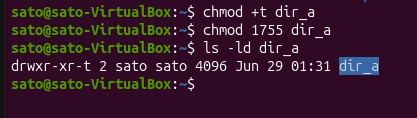 sato@sato-VirtualBox:~$ chmod +t dir_a
sato@sato-VirtualBox:~$ chmod 1755 dir_a
sato@sato-VirtualBox:~$ ls -ld dir_a
drwxr-xr-t 2 sato sato 4096 Jun 29 01:31 dir_a
sato@sato-VirtualBox:~$